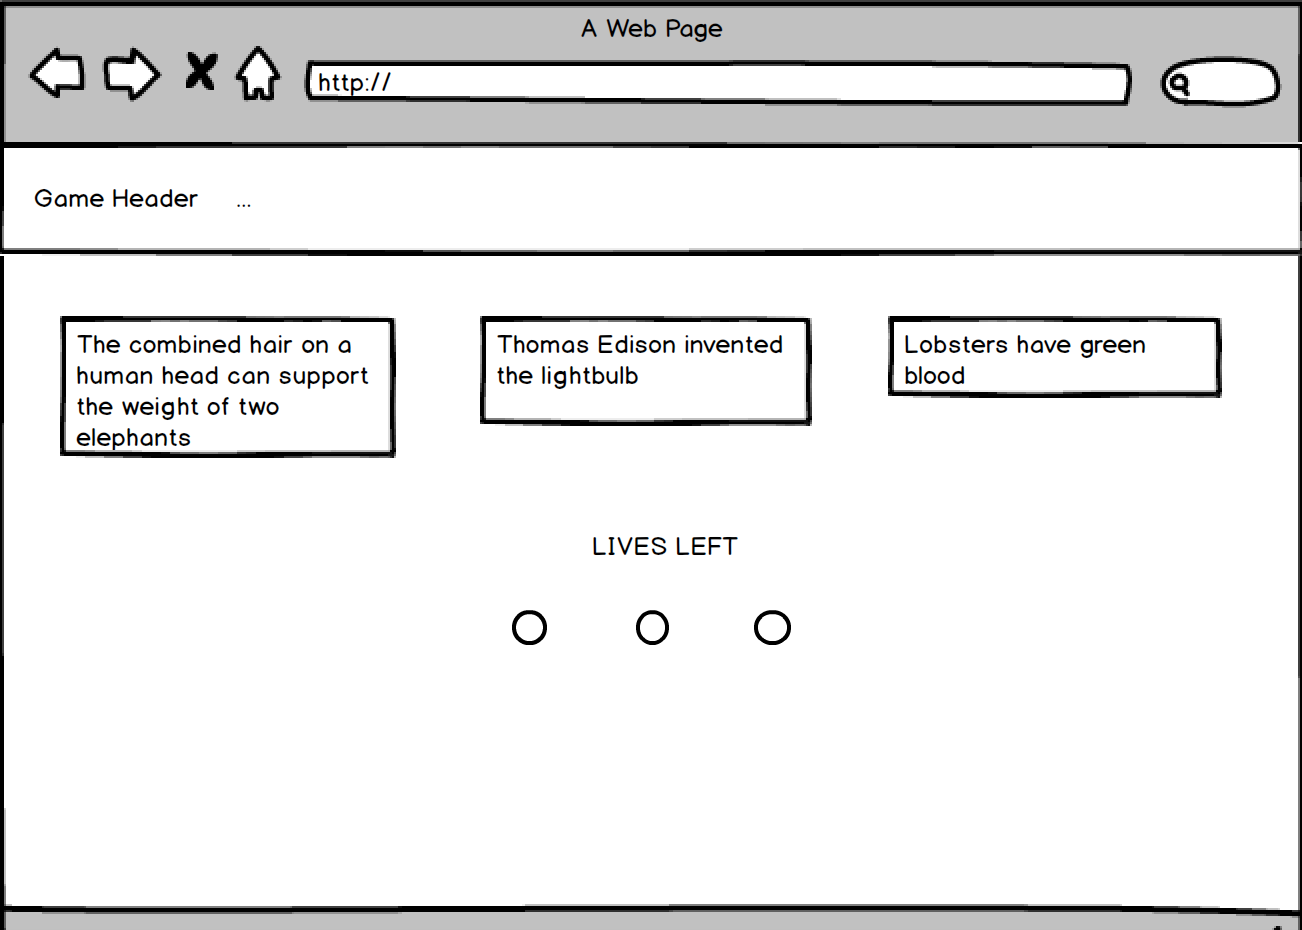 A Web Page
http://
Game Header ...
The combined hair on a
human head can support
the weight of two
elephants
Thomas Edison invented
the lightbulb
Lobsters have green
blood
LIVES LEFT